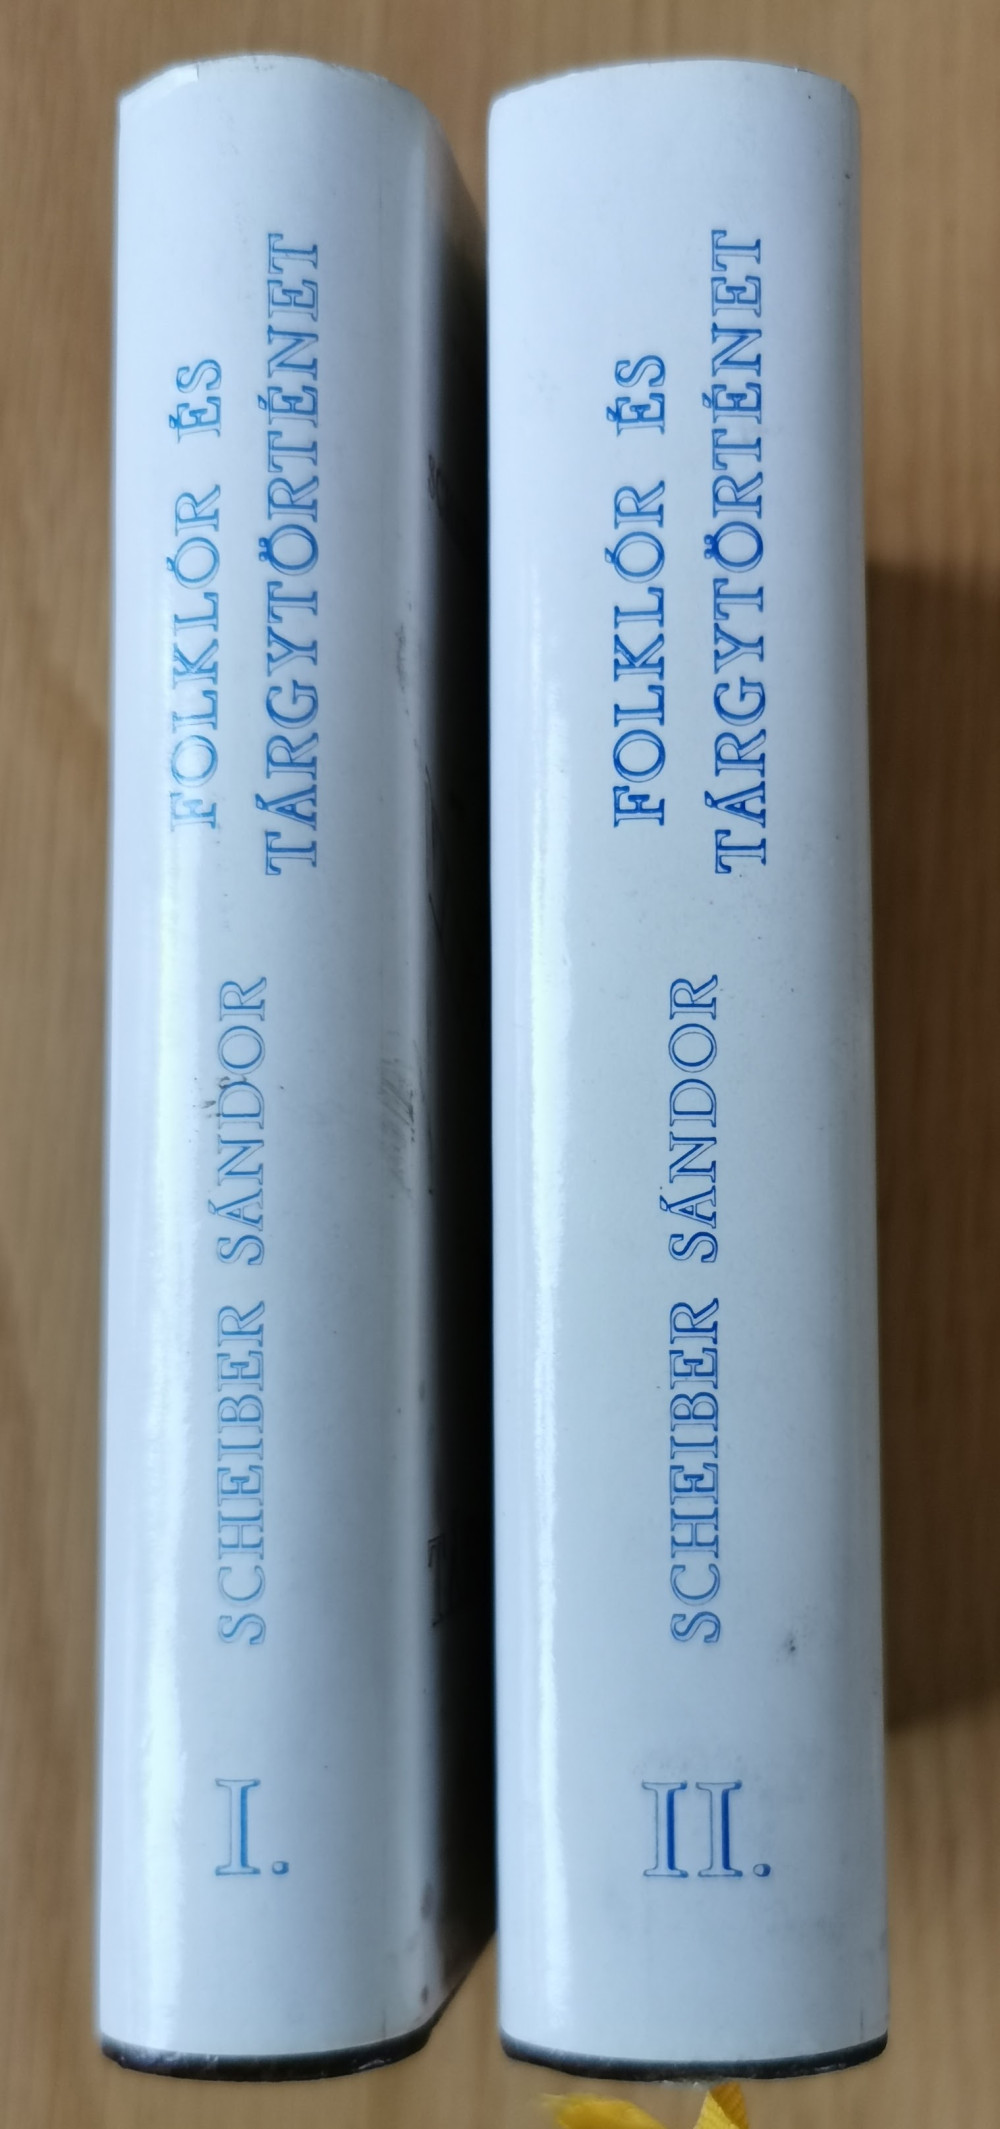 SCHEIBER SÁNDOR
FOLKLÓR ÉS
TÁRGYTÖRTÉNET
I.
SCHEIBER SÁNDOR
FOLKLÓR ÉS
TÁRGYTÖRTÉNET
II.